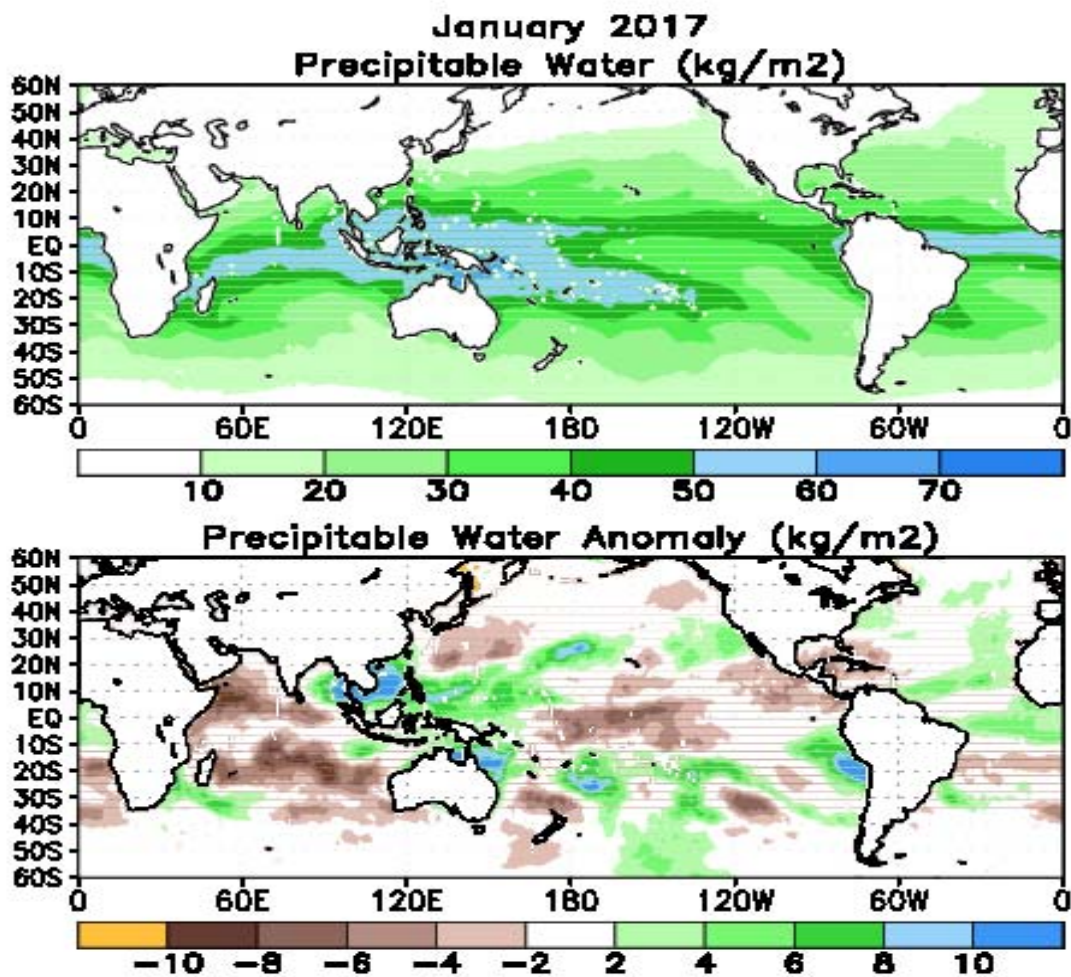 January 2017
Precipitable Water (kg/m2)
60N
50N
40N
30N
20N
10N
EQ
10S
20S
30S
40S
50S
60S
0 60E 120E 180 120W 60W 0
10 20 30 40 50 60 70
Precipitable Water Anomaly (kg/m2)
60N
50N
40N
30N
20N
10N
EQ
10S
20S
30S
40S
50S
60S
0 60E 120E 180 120W 60W 0
-10 -8 -6 -4 -2 2 4 6 8 10